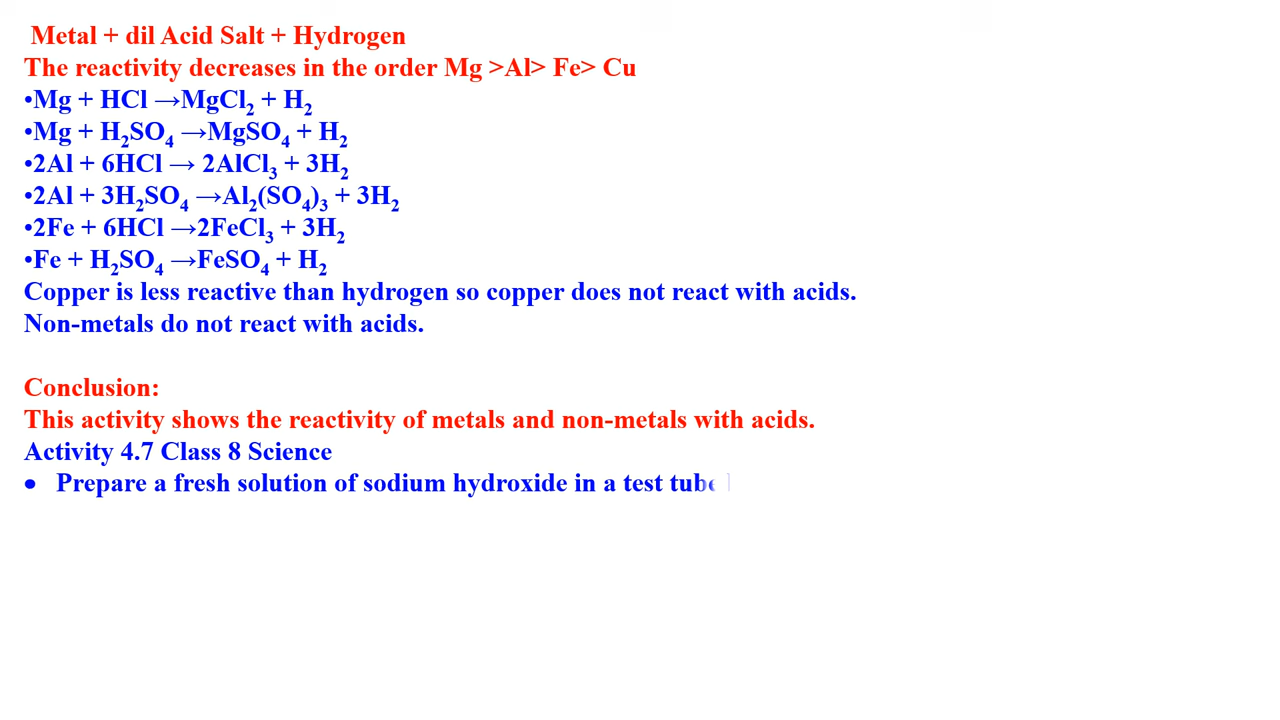 Metal + dil Acid Salt + Hydrogen
The reactivity decreases in the order Mg >Al> Fe> Cu
•Mg + HCl →MgCl₂ + H₂
•Mg + H₂SO₄ →MgSO₄ + H₂
•2Al + 6HCl → 2AlCl₃ + 3H₂
•2Al + 3H₂SO₄ →Al₂(SO₄)₃ + 3H₂
•2Fe + 6HCl →2FeCl₃ + 3H₂
•Fe + H₂SO₄ →FeSO₄ + H₂
Copper is less reactive than hydrogen so copper does not react with acids.
Non-metals do not react with acids.
Conclusion:
This activity shows the reactivity of metals and non-metals with acids.
Activity 4.7 Class 8 Science
• Prepare a fresh solution of sodium hydroxide in a test tube